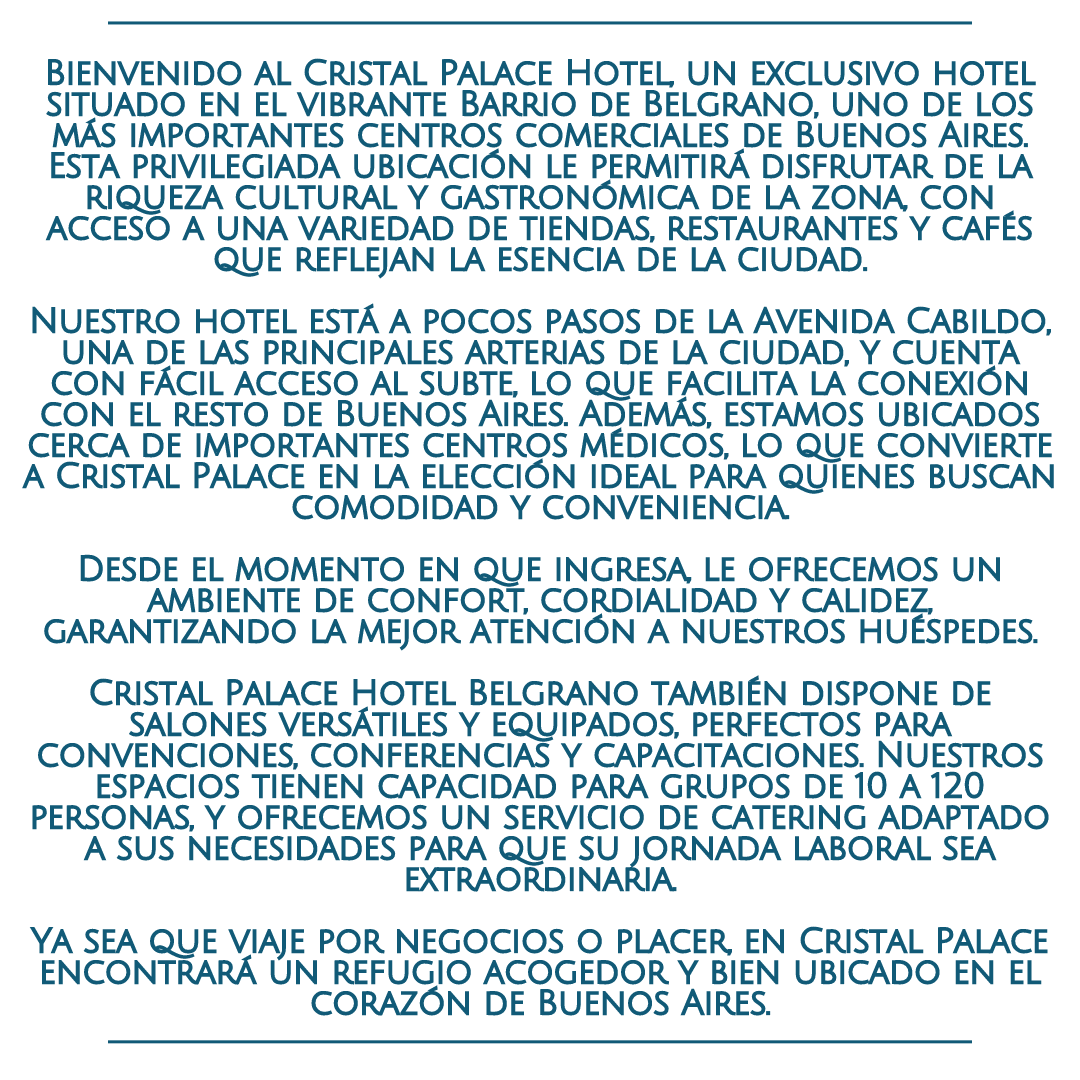 Bienvenido al Cristal Palace Hotel, un exclusivo hotel
situado en el vibrante Barrio de Belgrano, uno de los
más importantes centros comerciales de Buenos Aires.
Esta privilegiada ubicación le permitirá disfrutar de la
riqueza cultural y gastronómica de la zona, con
acceso a una variedad de tiendas, restaurantes y cafés
que reflejan la esencia de la ciudad.
Nuestro hotel está a pocos pasos de la Avenida Cabildo,
una de las principales arterias de la ciudad, y cuenta
con fácil acceso al subte, lo que facilita la conexión
con el resto de Buenos Aires. Además, estamos ubicados
cerca de importantes centros médicos, lo que convierte
a Cristal Palace en la elección ideal para quienes buscan
comodidad y conveniencia.
Desde el momento en que ingresa, le ofrecemos un
ambiente de confort, cordialidad y calidez,
garantizando la mejor atención a nuestros huéspedes.
Cristal Palace Hotel Belgrano también dispone de
salones versátiles y equipados, perfectos para
convenciones, conferencias y capacitaciones. Nuestros
espacios tienen capacidad para grupos de 10 a 120
personas, y ofrecemos un servicio de catering adaptado
a sus necesidades para que su jornada laboral sea
extraordinaria.
Ya sea que viaje por negocios o placer, en Cristal Palace
encontrará un refugio acogedor y bien ubicado en el
corazón de Buenos Aires.